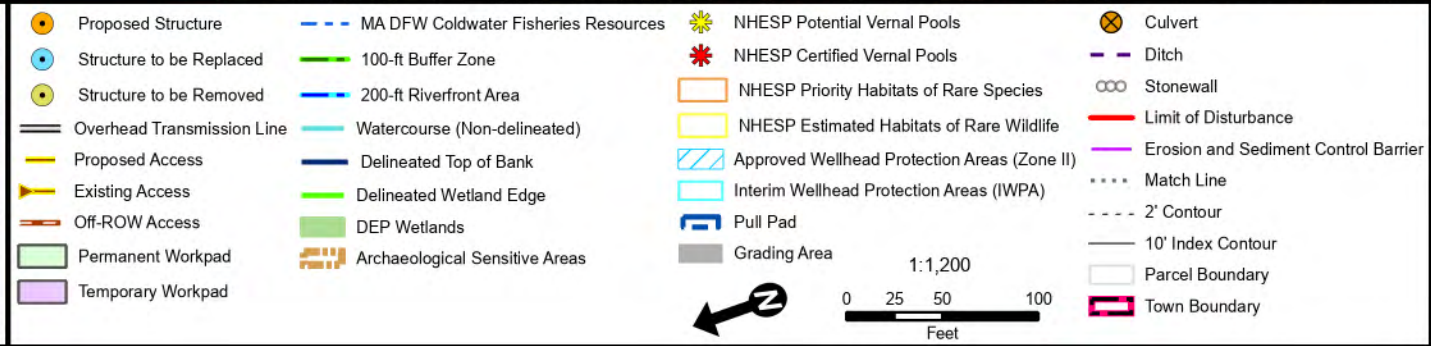 Proposed Structure
Structure to be Replaced
Structure to be Removed
Overhead Transmission Line
Proposed Access
Existing Access
Off-ROW Access
Permanent Workpad
Temporary Workpad
MA DFW Coldwater Fisheries Resources
100-ft Buffer Zone
200-ft Riverfront Area
Watercourse (Non-delineated)
Delineated Top of Bank
Delineated Wetland Edge
DEP Wetlands
Archaeological Sensitive Areas
NHESP Potential Vernal Pools
NHESP Certified Vernal Pools
NHESP Priority Habitats of Rare Species
NHESP Estimated Habitats of Rare Wildlife
Approved Wellhead Protection Areas (Zone II)
Interim Wellhead Protection Areas (IWPA)
Pull Pad
Grading Area
N
1:1,200
0 25 50 100
Feet
Culvert
Ditch
Stonewall
Limit of Disturbance
Erosion and Sediment Control Barrier
Match Line
2' Contour
10' Index Contour
Parcel Boundary
Town Boundary